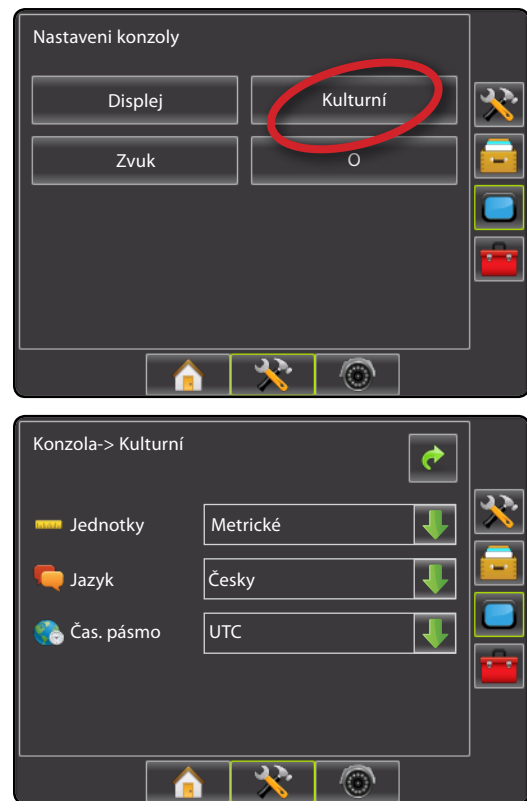 Nastaveni konzoly
Displej
Kulturní
Zvuk
O
Konzola-> Kulturní
Jednotky
Metrické
Jazyk
Česky
Čas. pásmo
UTC